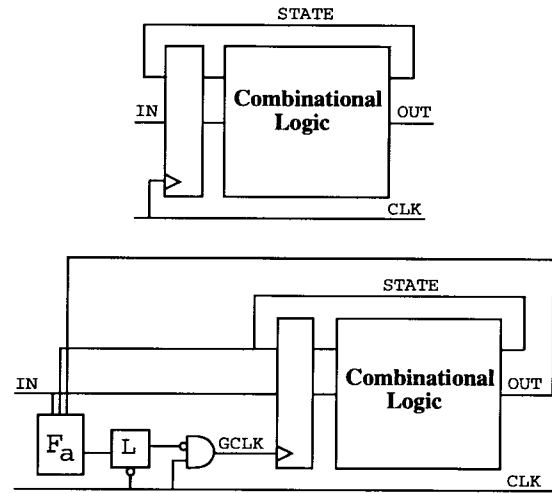 STATE
IN
Combinational
Logic
OUT
CLK
STATE
IN
Combinational
Logic
OUT
Fa
L
GCLK
CLK